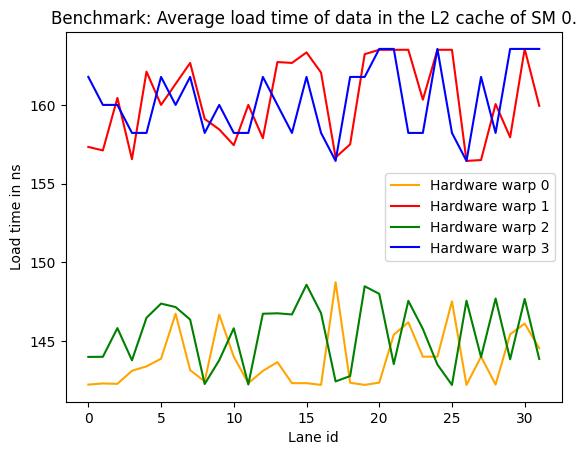 Benchmark: Average load time of data in the L2 cache of SM 0.
160
155
150
145
Load time in ns
Hardware warp 0
Hardware warp 1
Hardware warp 2
Hardware warp 3
0 5 10 15 20 25 30
Lane id